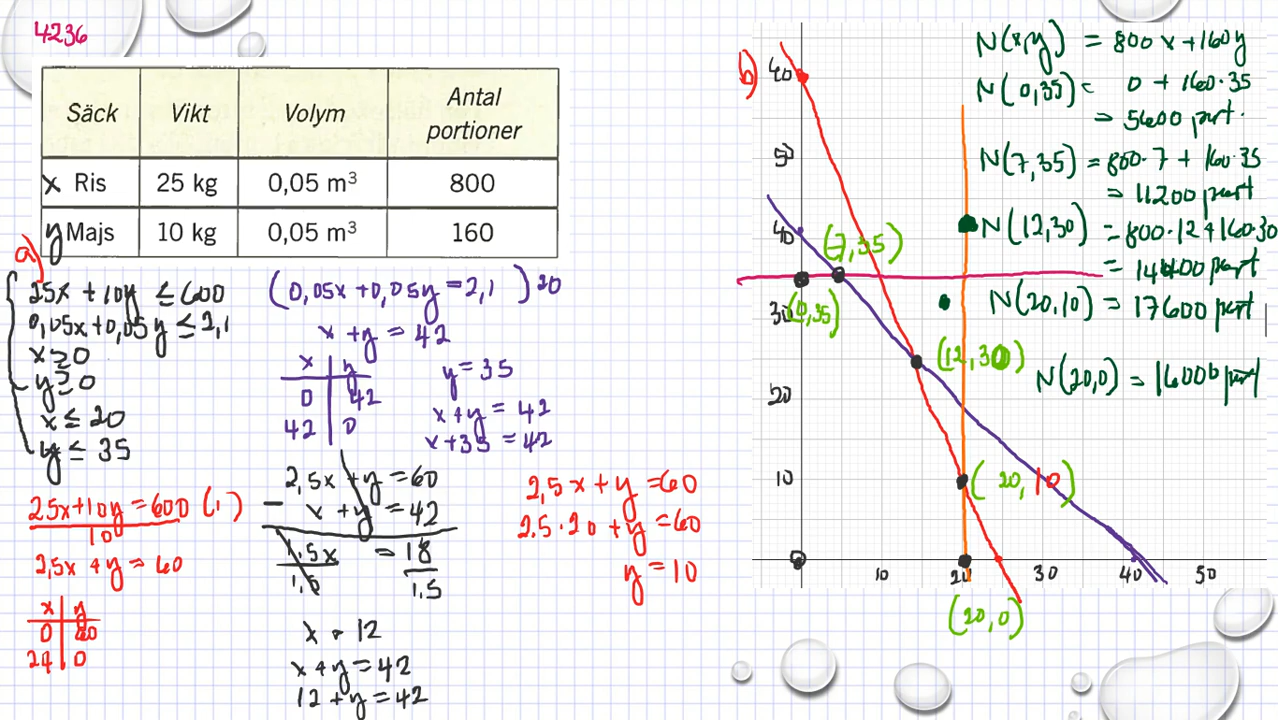 4236
Säck Vikt Volym Antal portioner
x Ris 25 kg 0,05 m³ 800
y Majs 10 kg 0,05 m³ 160
a)
25x + 10y ≤ 600
0,05x + 0,05y ≤ 2,1
x ≥ 0
y ≥ 0
x ≤ 20
y ≤ 35
(0,05x + 0,05y = 2,1) 20
x + y = 42
x y
0 42
42 0
y = 35
x + y = 42
x + 35 = 42
25x + 10y = 600 (1)
10
2,5x + y = 60
x y
0 60
24 0
2,5x + y = 60
- x + y = 42
1.5x = 18
1.5 1.5
x = 12
x + y = 42
12 + y = 42
2,5x + y = 60
2.5 · 20 + y = 60
y = 10
b)
60
50
40
30
20
10
0 10 20 30 40 50
(7,35)
(0,35)
(12,30)
(20,10)
(20,0)
N(x,y) = 800x + 160y
N(0,35) = 0 + 160·35
= 5600 port.
N(7,35) = 800·7 + 160·35
= 11200 port
N(12,30) = 800·12 + 160·30
= 14400 port
N(20,10) = 17600 port
N(20,0) = 16000 port